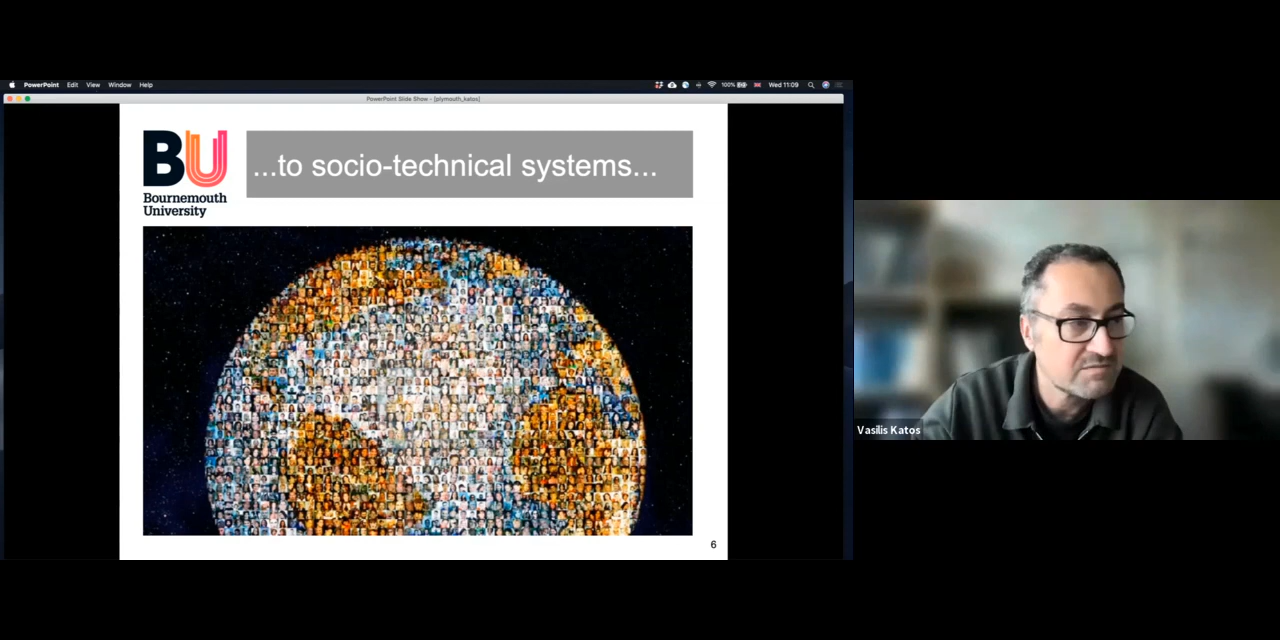 PowerPoint Edit View Window Help
100% Wed 11:09
PowerPoint Slide Show - [plymouth_katos]
BU
Bournemouth
University
...to socio-technical systems...
6
Vasilis Katos